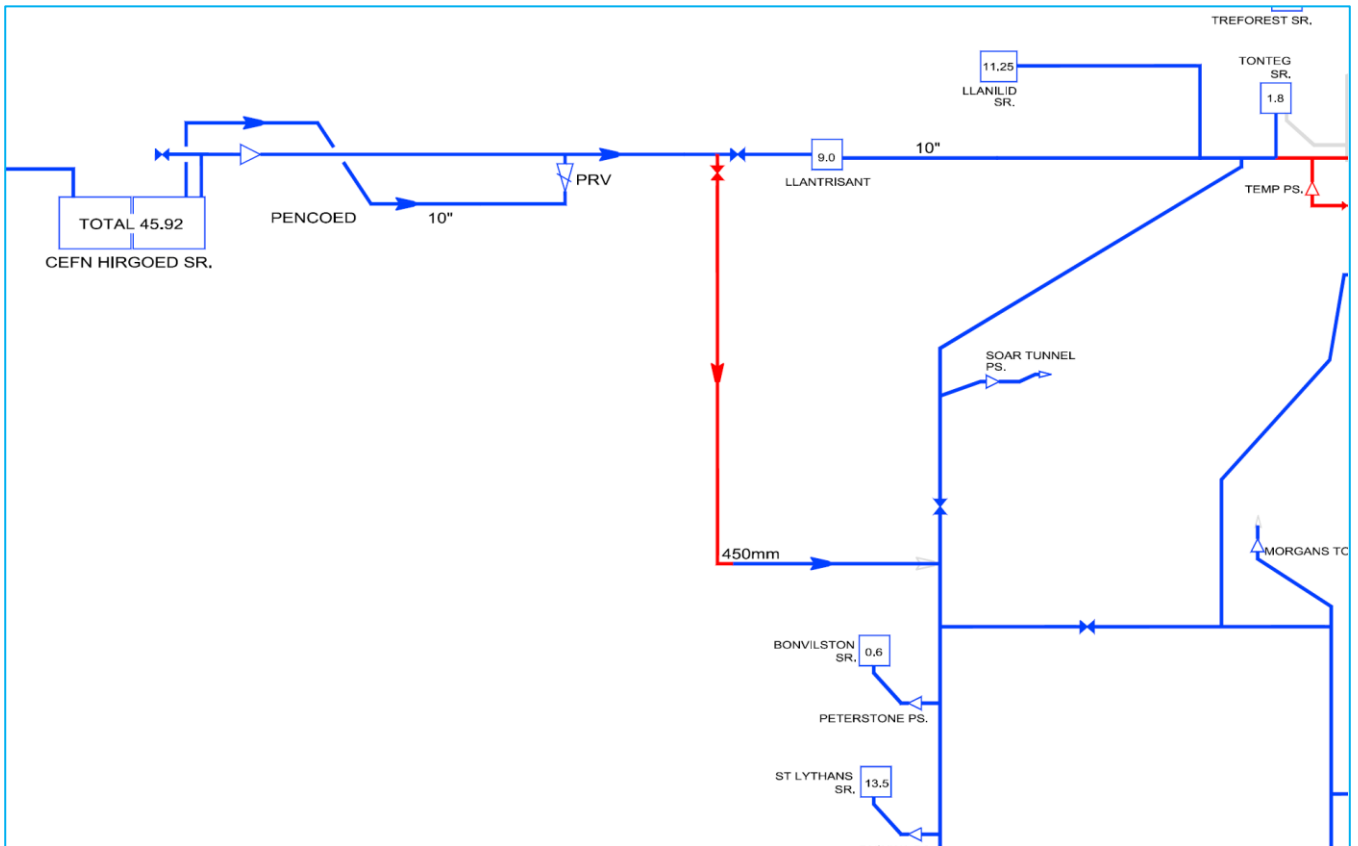 TREFOREST SR.
11.25
LLANILID
SR.
TONTEG
SR.
1.8
9.0
LLANTRISANT
10"
TEMP PS.
PRV
PENCOED
10"
TOTAL 45.92
CEFN HIRGOED SR.
SOAR TUNNEL
PS.
450mm
MORGANS TO
BONVILSTON
SR.
0.6
PETERSTONE PS.
ST LYTHANS
SR.
13.5